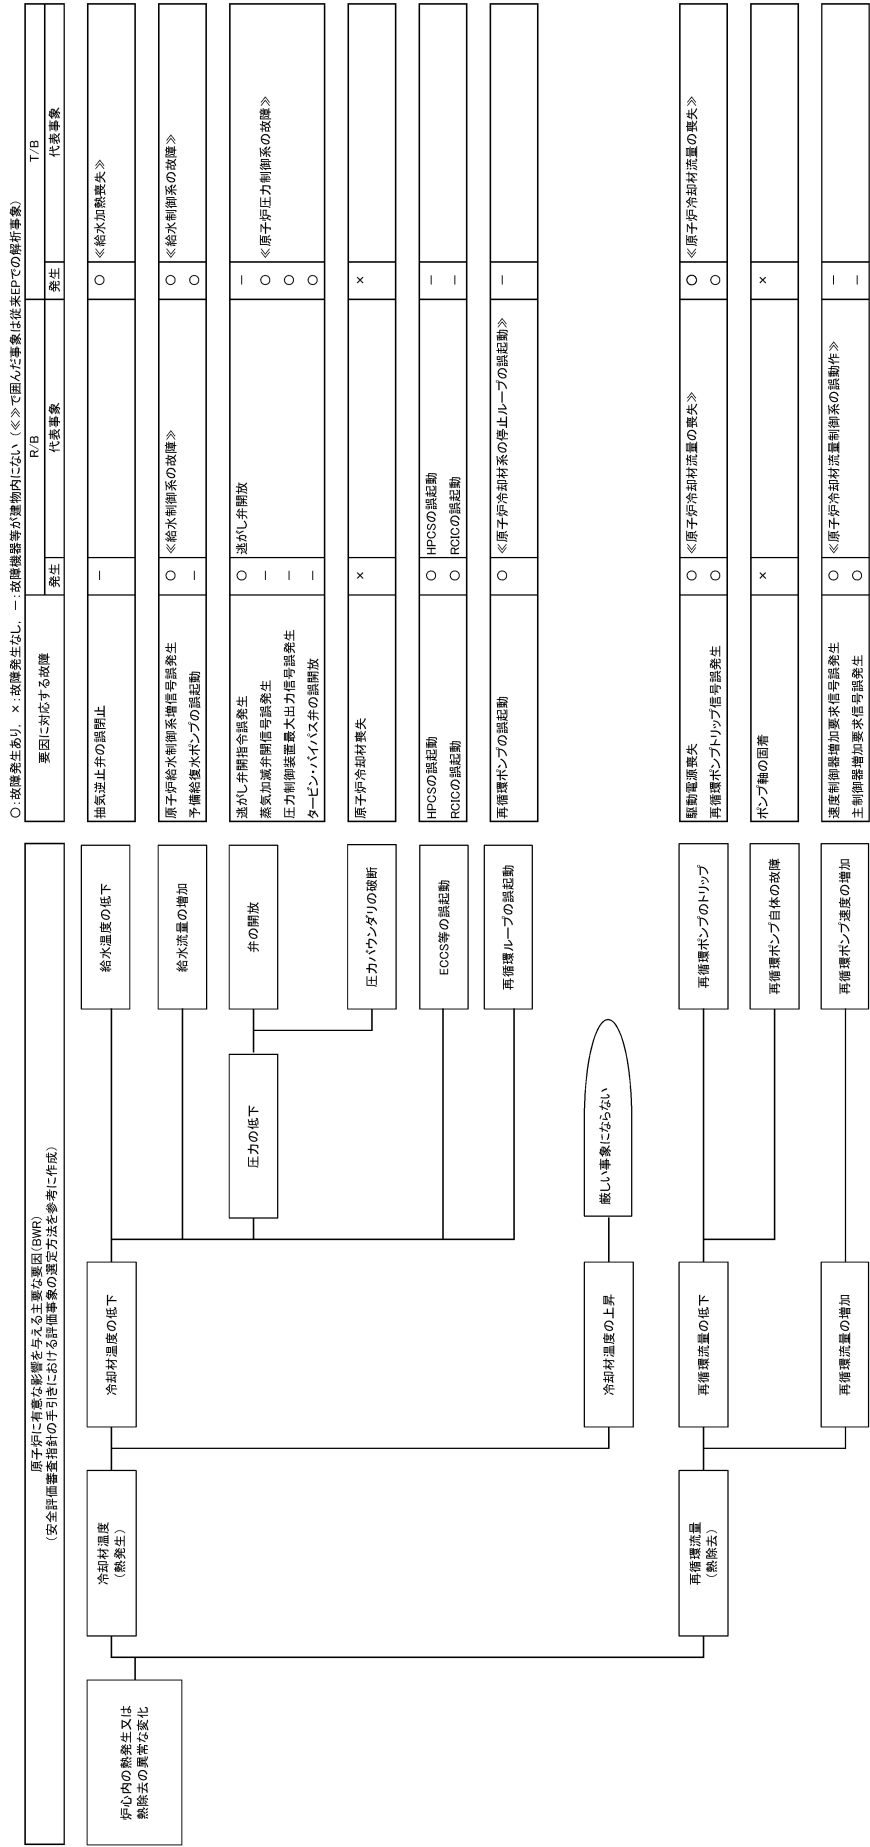 原子炉に有意な影響を与える主要な要因(BWR)
(安全評価審査指針の手引きにおける評価事象の選定方法を参考に作成)
○:故障発生あり, ×:故障発生なし, －:故障機器等が建物内にない (≪≫で囲んだ事象は従来EPでの解析事象)
要因に対応する故障
R/B
T/B
発生
代表事象
発生
代表事象
炉心内の熱発生又は
熱除去の異常な変化
冷却材温度
(熱発生)
冷却材温度の低下
給水温度の低下
抽気逆止弁の誤閉止
－
○ ≪給水加熱喪失≫
給水流量の増加
原子炉給水制御系増信号誤発生
○ ≪給水制御系の故障≫
○ ≪給水制御系の故障≫
予備給復水ポンプの誤起動
－
○
圧力の低下
弁の開放
逃がし弁開指令誤発生
○ 逃がし弁開放
－
蒸気加減弁開信号誤発生
－
○ ≪原子炉圧力制御系の故障≫
圧力制御装置最大出力信号誤発生
－
○
タービン・バイパス弁の誤開放
－
○
圧力バウンダリの破断
原子炉冷却材喪失
×
×
ECCS等の誤起動
HPCSの誤起動
○ HPCSの誤起動
－
RCICの誤起動
○ RCICの誤起動
－
再循環ループの誤起動
再循環ポンプの誤起動
○ ≪原子炉冷却材系の停止ループの誤起動≫
－
冷却材温度の上昇
厳しい事象にならない
再循環流量
(熱除去)
再循環流量の低下
再循環ポンプのトリップ
駆動電源喪失
○ ≪原子炉冷却材流量の喪失≫
○ ≪原子炉冷却材流量の喪失≫
再循環ポンプトリップ信号誤発生
○
○
再循環ポンプ自体の故障
ポンプ軸の固着
×
×
再循環流量の増加
再循環ポンプ速度の増加
速度制御器増加要求信号誤発生
○ ≪原子炉冷却材流量制御系の誤動作≫
－
主制御器増加要求信号誤発生
○
－